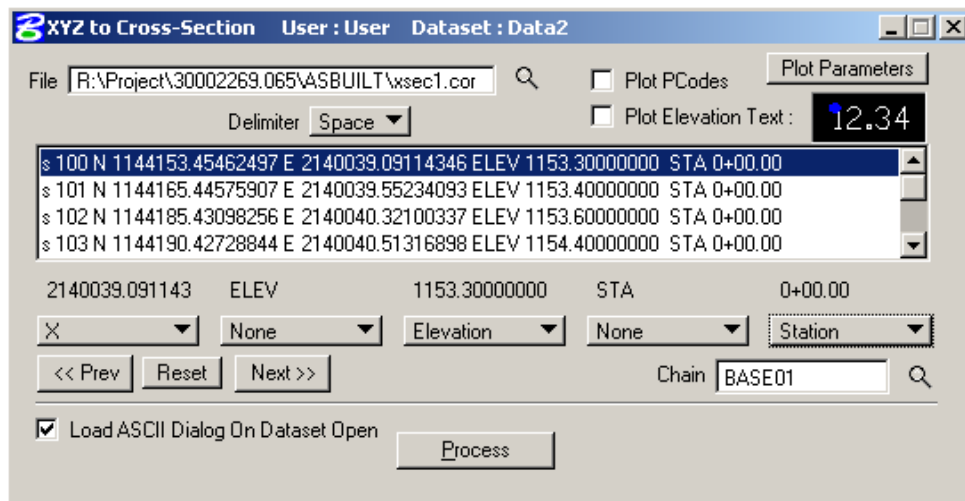 XYZ to Cross-Section User : User Dataset : Data2
File R:\Project\30002269.065\ASBUILT\xsec1.cor Plot PCodes Plot Parameters
Delimiter Space Plot Elevation Text : 12.34
s 100 N 1144153.45462497 E 2140039.09114346 ELEV 1153.30000000 STA 0+00.00
s 101 N 1144165.44575907 E 2140039.55234093 ELEV 1153.40000000 STA 0+00.00
s 102 N 1144185.43098256 E 2140040.32100337 ELEV 1153.60000000 STA 0+00.00
s 103 N 1144190.42728844 E 2140040.51316898 ELEV 1154.40000000 STA 0+00.00
2140039.091143 ELEV 1153.30000000 STA 0+00.00
X None Elevation None Station
<< Prev Reset Next >> Chain BASE01
Load ASCII Dialog On Dataset Open
Process